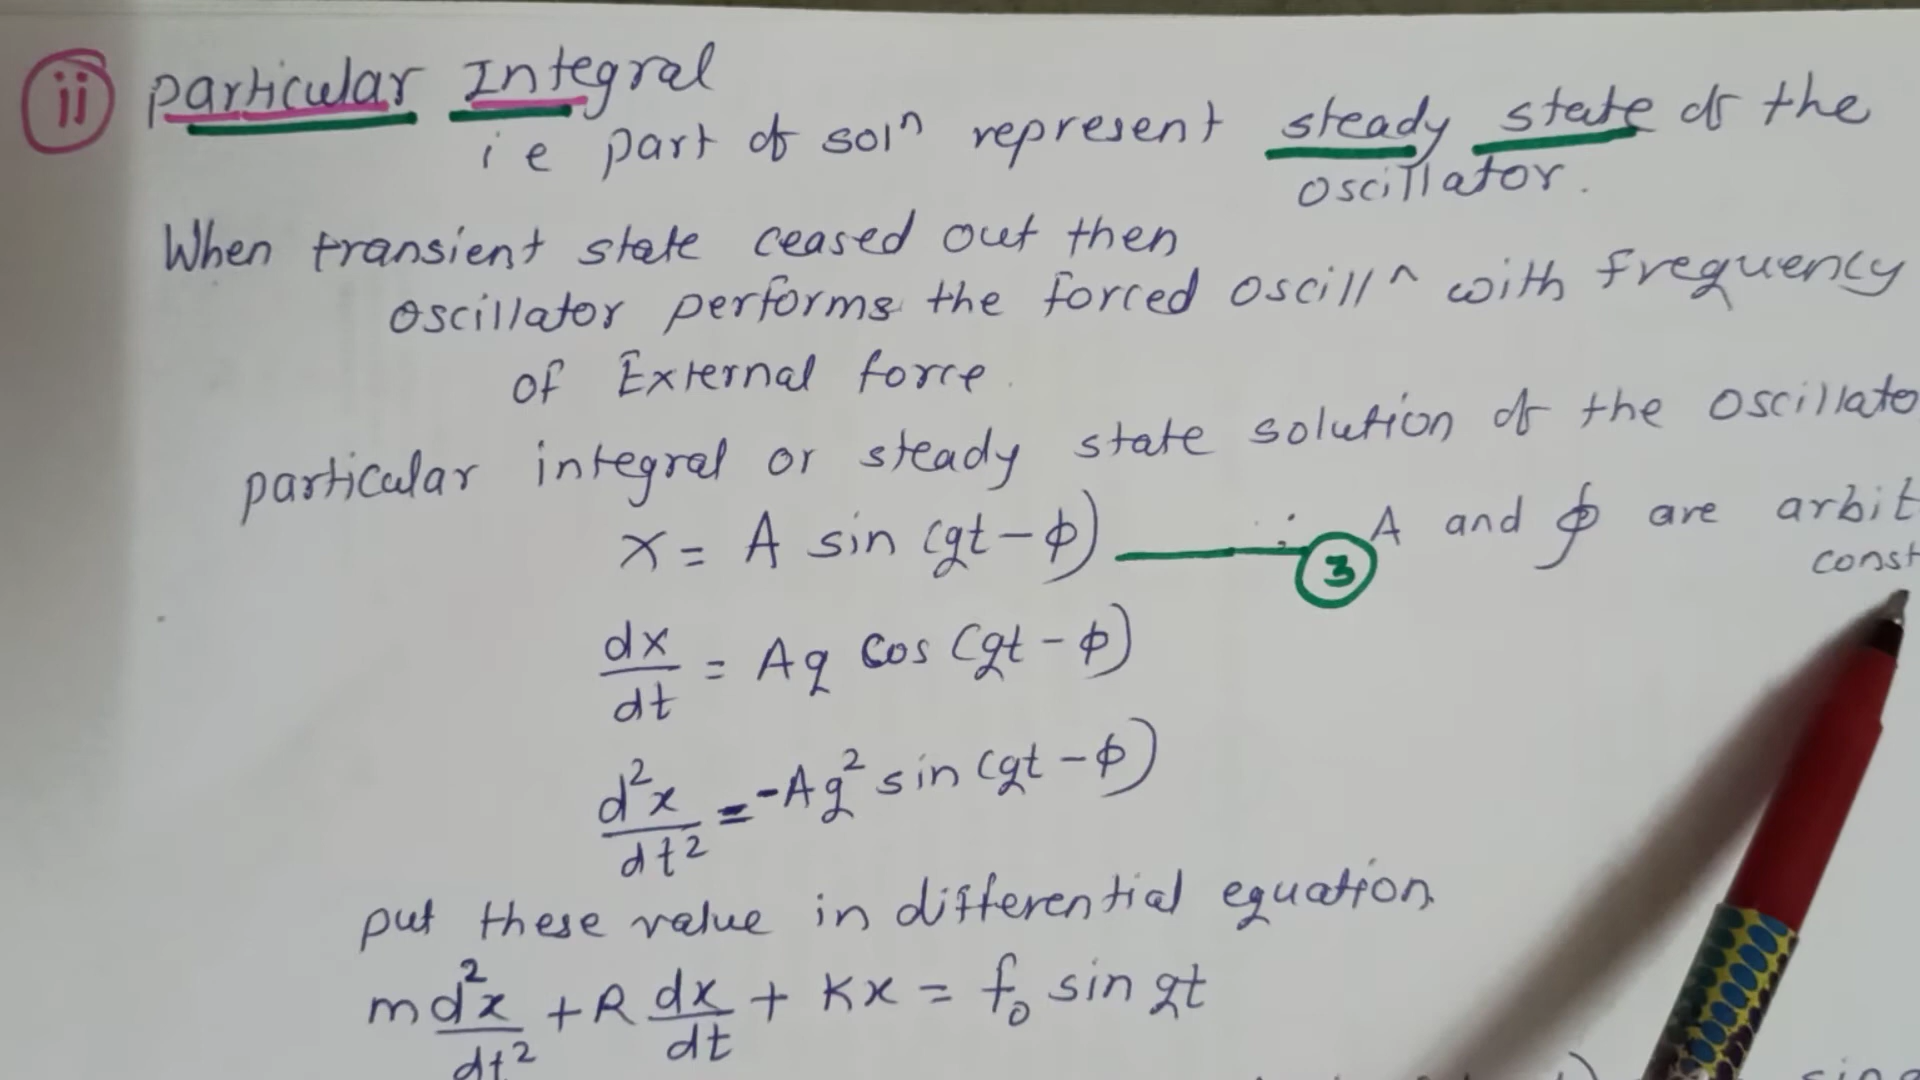 ii particular Integral
i e part of solⁿ represent steady state of the
oscillator.
When transient state ceased out then
oscillator performs the forced oscill^ with frequency
of External force.
particular integral or steady state solution of the oscillato
x = A sin (qt - ϕ) ③ ∴ A and ϕ are arbit
const
dx/dt = Aq cos (qt - ϕ)
d²x/dt² = -Aq² sin (qt - ϕ)
put these value in differential equation
m d²x/dt² + R dx/dt + Kx = f₀ sin qt